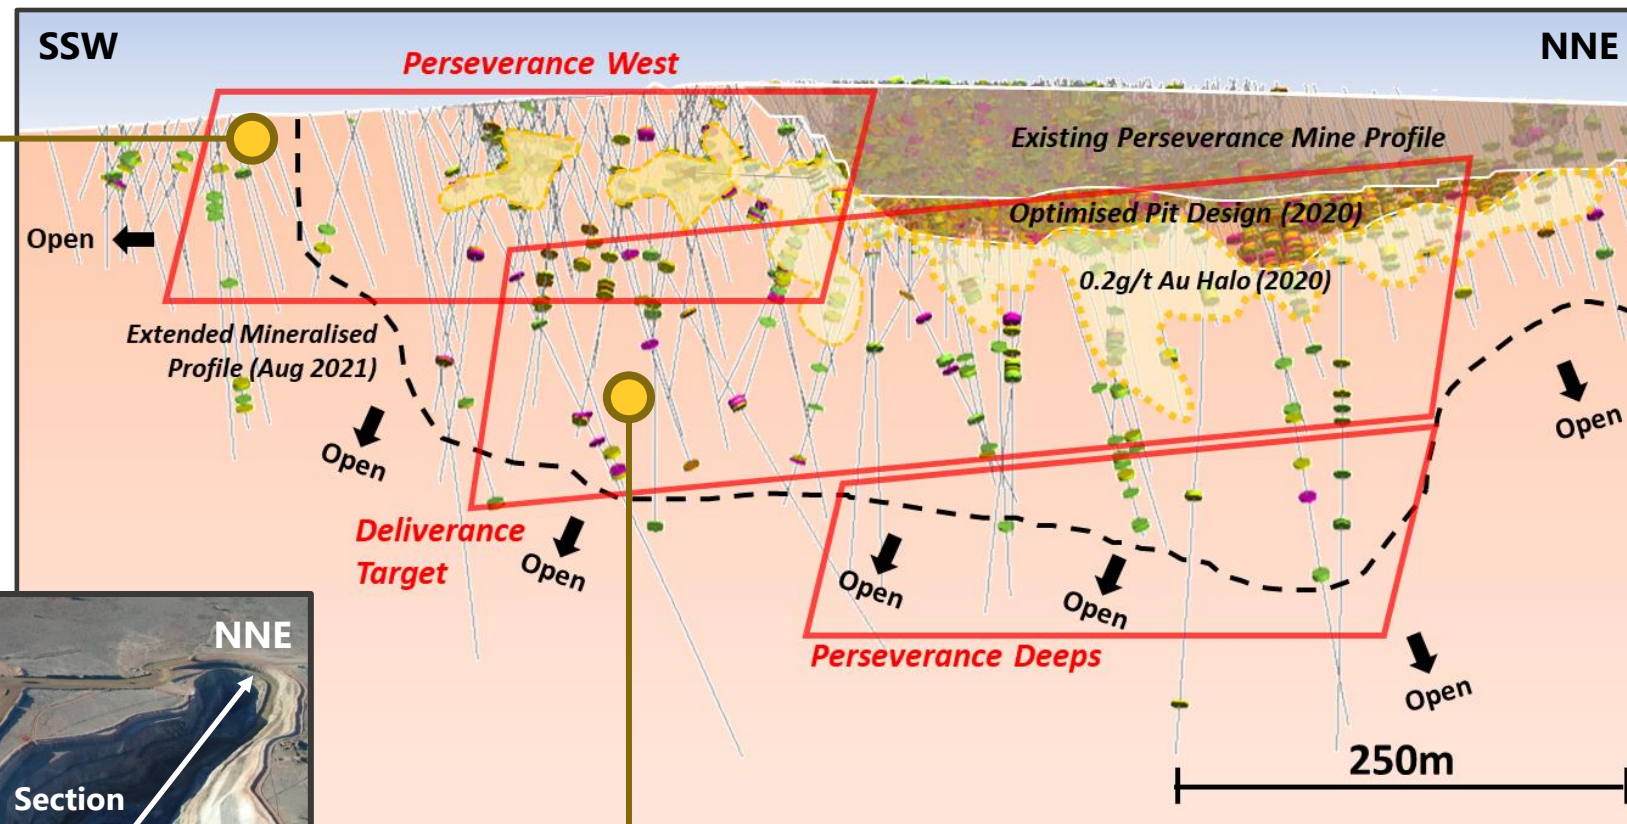 SSW
NNE
Perseverance West
Existing Perseverance Mine Profile
Optimised Pit Design (2020)
Open
0.2g/t Au Halo (2020)
Extended Mineralised
Profile (Aug 2021)
Open
Open
Deliverance
Target
Open
Open
Open
Perseverance Deeps
Open
250m
NNE
Section